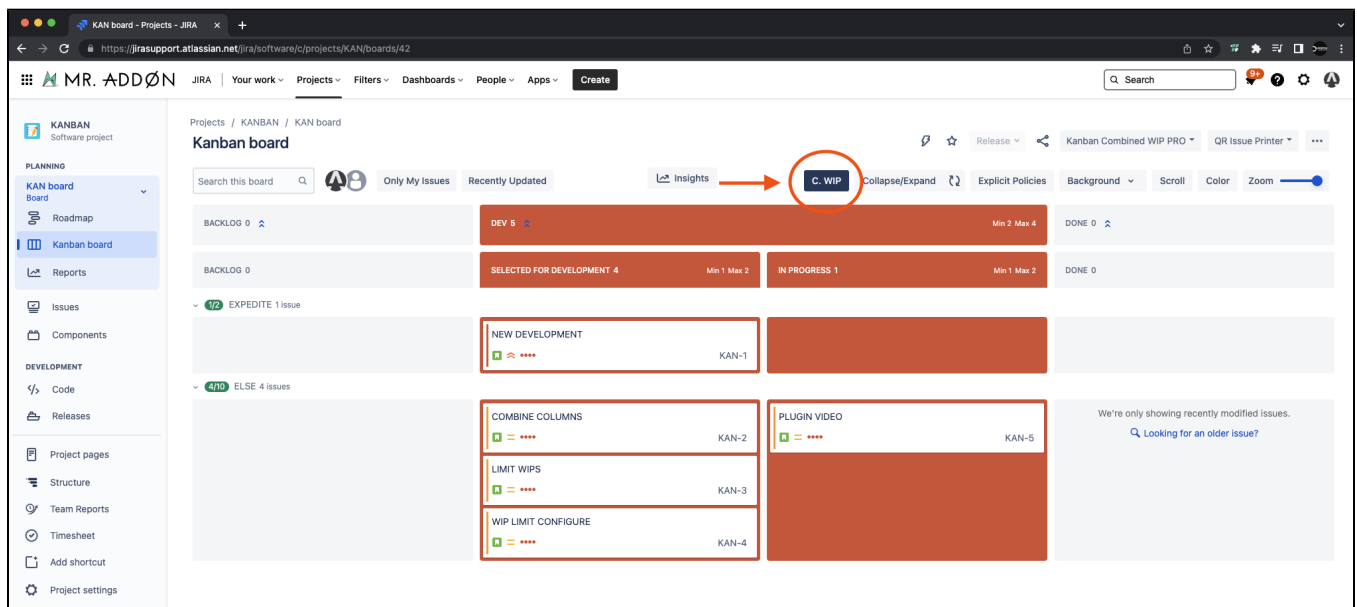 KAN board - Projects - JIRA
https://jirasupport.atlassian.net/jira/software/c/projects/KAN/boards/42
MR. ADDØN JIRA Your work Projects Filters Dashboards People Apps Create Search 9+
KANBAN
Software project
PLANNING
KAN board
Board
Roadmap
Kanban board
Reports
Issues
Components
DEVELOPMENT
Code
Releases
Project pages
Structure
Team Reports
Timesheet
Add shortcut
Project settings
Projects / KANBAN / KAN board
Kanban board
Release Kanban Combined WIP PRO QR Issue Printer
Search this board Only My Issues Recently Updated Insights C. WIP Collapse/Expand Explicit Policies Background Scroll Color Zoom
BACKLOG 0 DEV 5 Min 2 Max 4 DONE 0
BACKLOG 0 SELECTED FOR DEVELOPMENT 4 Min 1 Max 2 IN PROGRESS 1 Min 1 Max 2 DONE 0
1/2 EXPEDITE 1 issue
NEW DEVELOPMENT
KAN-1
4/10 ELSE 4 issues
COMBINE COLUMNS
KAN-2
LIMIT WIPS
KAN-3
WIP LIMIT CONFIGURE
KAN-4
PLUGIN VIDEO
KAN-5
We're only showing recently modified issues.
Looking for an older issue?